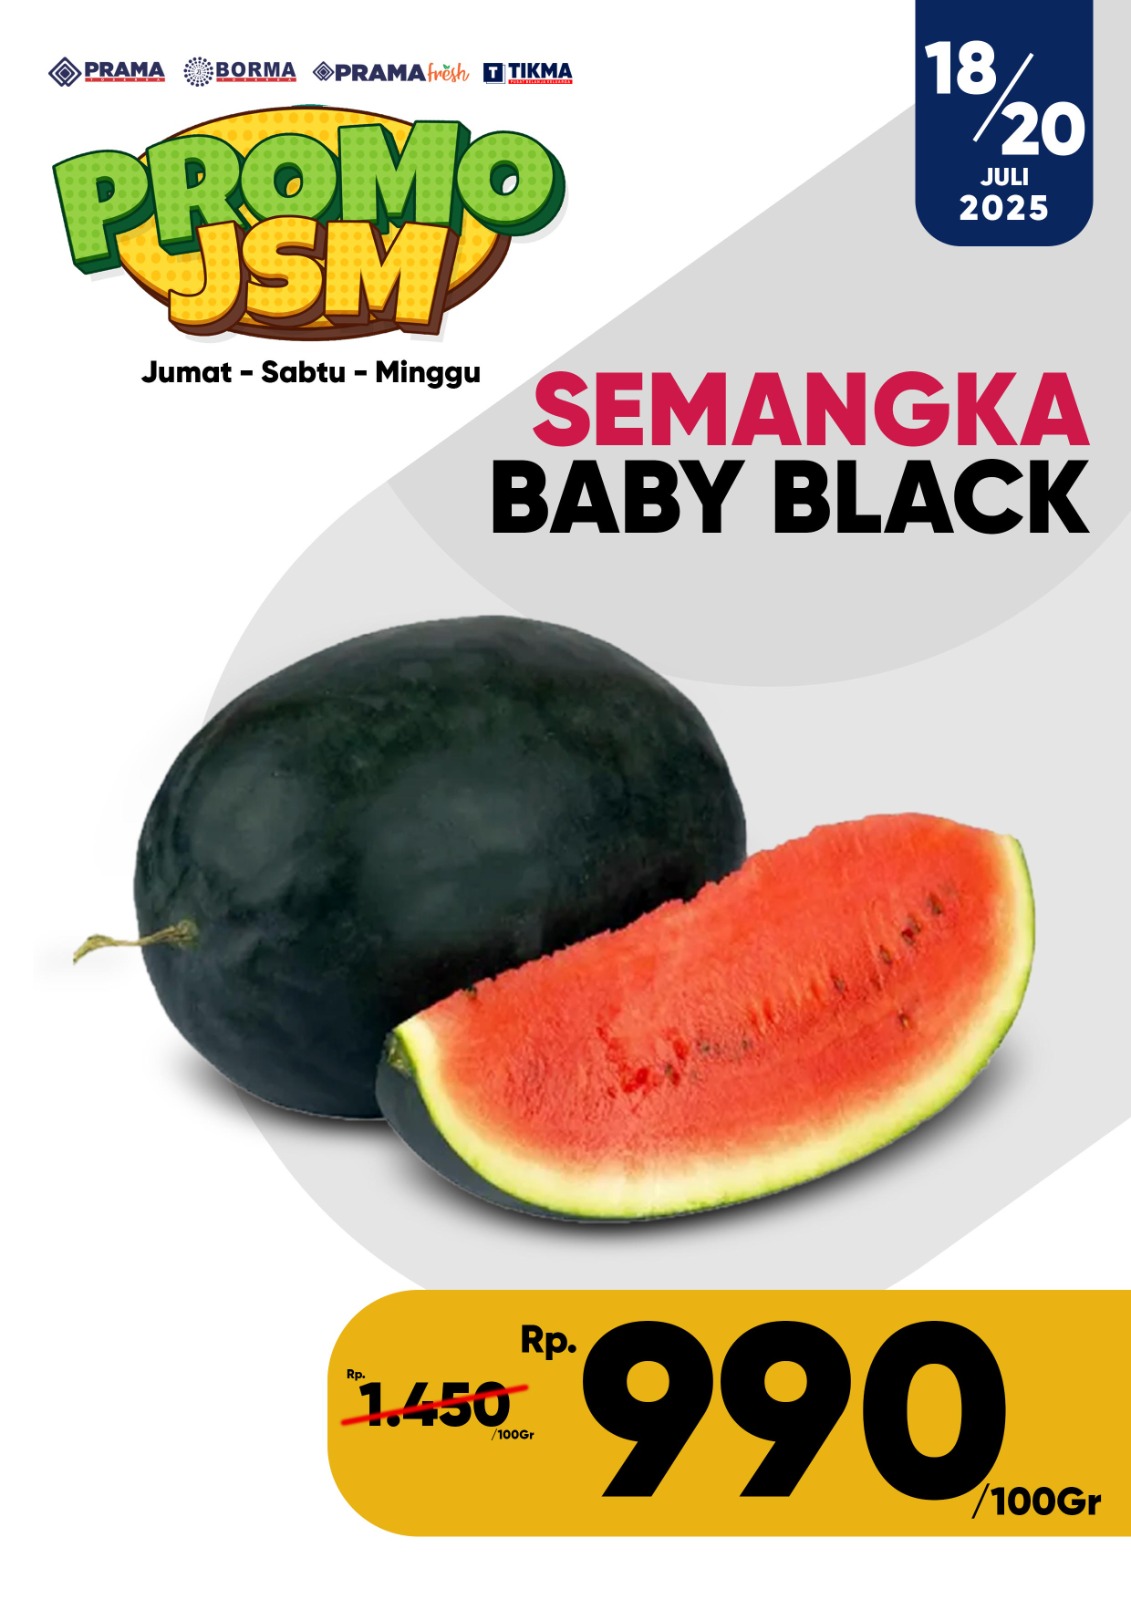 PRAMA BORMA PRAMA fresh TIKMA
PROMO
JSM
Jumat - Sabtu - Minggu
18/20
JULI
2025
SEMANGKA
BABY BLACK
Rp.
1.450
/100Gr
Rp.
990
/100Gr